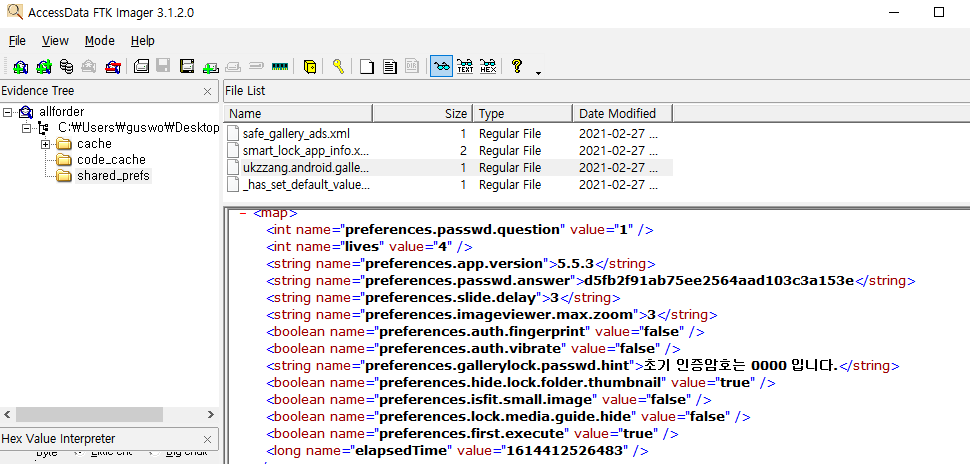 AccessData FTK Imager 3.1.2.0
File View Mode Help
Evidence Tree
File List
allforder
C:₩Users₩guswo₩Desktop
cache
code_cache
shared_prefs
Name Size Type Date Modified
safe_gallery_ads.xml 1 Regular File 2021-02-27 ...
smart_lock_app_info.x... 2 Regular File 2021-02-27 ...
ukzzang.android.galle... 1 Regular File 2021-02-27 ...
_has_set_default_value... 1 Regular File 2021-02-27 ...
- <map>
<int name="preferences.passwd.question" value="1" />
<int name="lives" value="4" />
<string name="preferences.app.version">5.5.3</string>
<string name="preferences.passwd.answer">d5fb2f91ab75ee2564aad103c3a153e</string>
<string name="preferences.slide.delay">3</string>
<string name="preferences.imageviewer.max.zoom">3</string>
<boolean name="preferences.auth.fingerprint" value="false" />
<boolean name="preferences.auth.vibrate" value="false" />
<string name="preferences.gallerylock.passwd.hint">초기 인증암호는 0000 입니다.</string>
<boolean name="preferences.hide.lock.folder.thumbnail" value="true" />
<boolean name="preferences.isfit.small.image" value="false" />
<boolean name="preferences.lock.media.guide.hide" value="false" />
<boolean name="preferences.first.execute" value="true" />
<long name="elapsedTime" value="1614412526483" />
Hex Value Interpreter